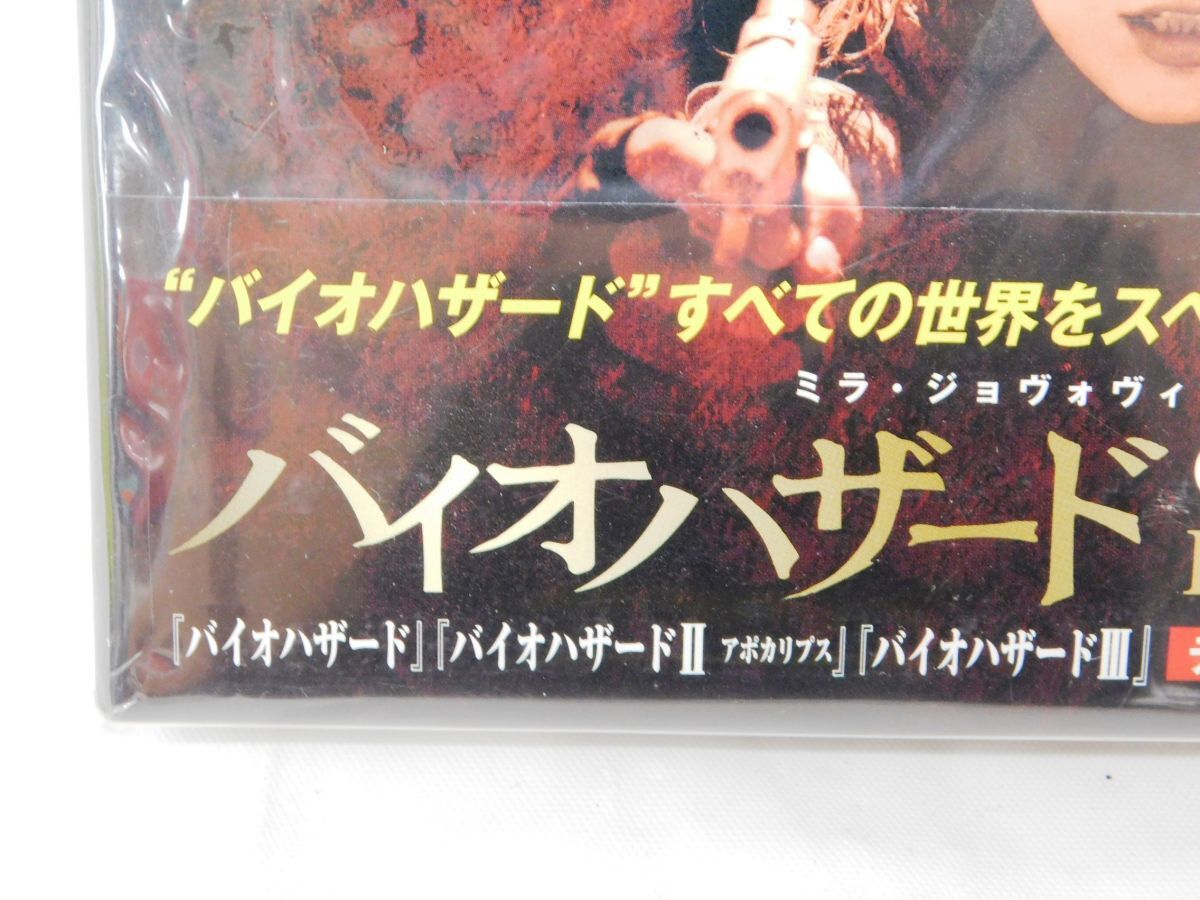 “バイオハザード”すべての世界をスペ
ミラ・ジョヴォヴィ
バイオハザード
『バイオハザード』『バイオハザードⅡ アポカリプス』『バイオハザードⅢ』